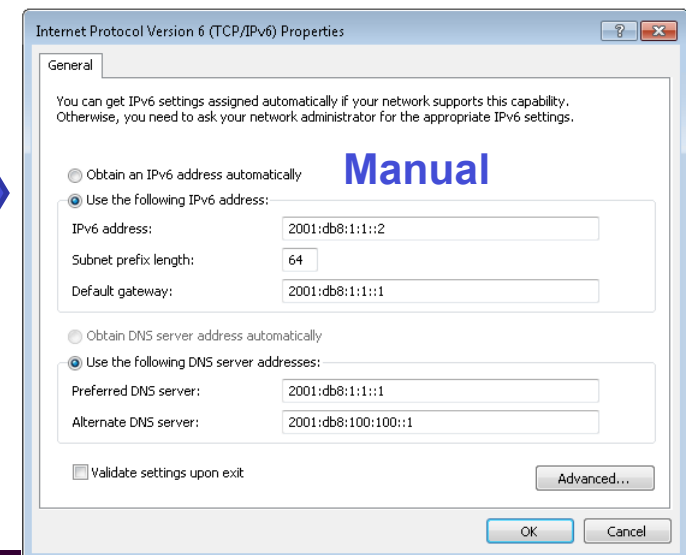 Internet Protocol Version 6 (TCP/IPv6) Properties
General
You can get IPv6 settings assigned automatically if your network supports this capability.
Otherwise, you need to ask your network administrator for the appropriate IPv6 settings.
Obtain an IPv6 address automatically
Manual
Use the following IPv6 address:
IPv6 address: 2001:db8:1:1::2
Subnet prefix length: 64
Default gateway: 2001:db8:1:1::1
Obtain DNS server address automatically
Use the following DNS server addresses:
Preferred DNS server: 2001:db8:1:1::1
Alternate DNS server: 2001:db8:100:100::1
Validate settings upon exit
Advanced...
OK Cancel